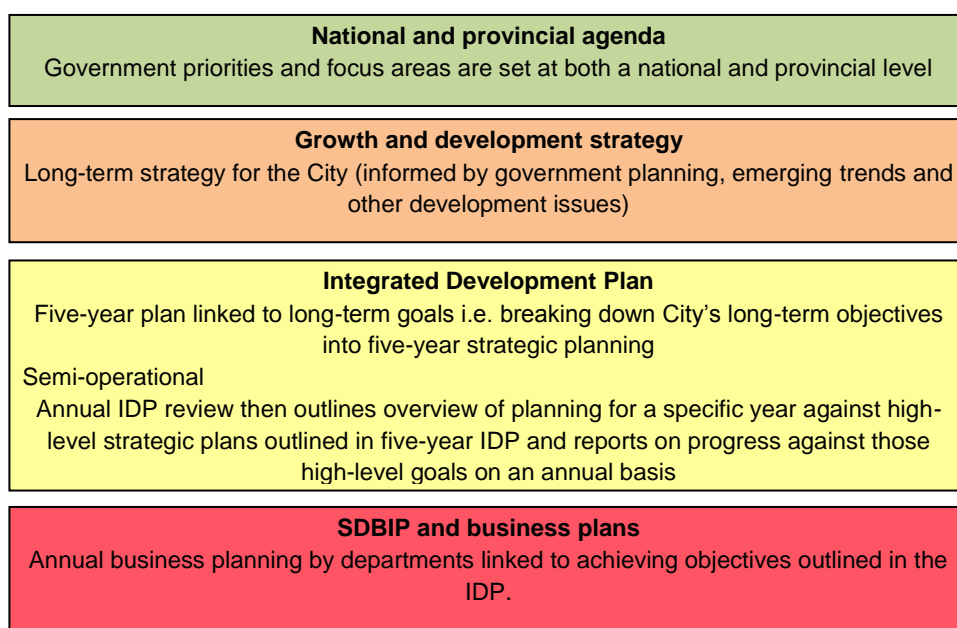 National and provincial agenda
Government priorities and focus areas are set at both a national and provincial level
Growth and development strategy
Long-term strategy for the City (informed by government planning, emerging trends and
other development issues)
Integrated Development Plan
Five-year plan linked to long-term goals i.e. breaking down City's long-term objectives
into five-year strategic planning
Semi-operational
Annual IDP review then outlines overview of planning for a specific year against high-
level strategic plans outlined in five-year IDP and reports on progress against those
high-level goals on an annual basis
SDBIP and business plans
Annual business planning by departments linked to achieving objectives outlined in the
IDP.